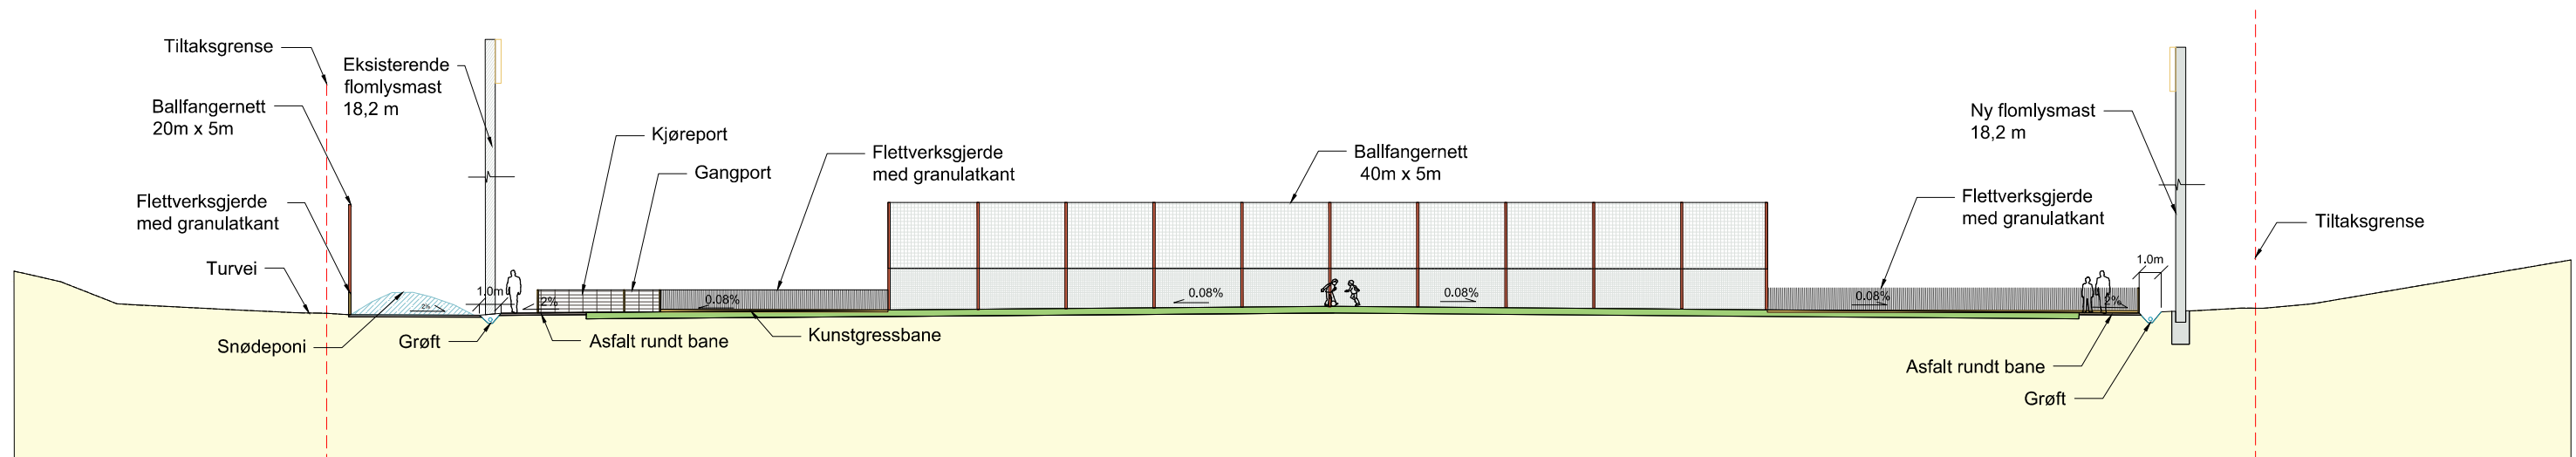 Tiltaksgrense
Eksisterende
flomlysmast
18,2 m
Ballfangernett
20m x 5m
Kjøreport
Gangport
Flettverksgjerde
med granulatkant
Ballfangernett
40m x 5m
Ny flomlysmast
18,2 m
Flettverksgjerde
med granulatkant
Flettverksgjerde
med granulatkant
Tiltaksgrense
Turvei
1.0m
1.0m
2%
2%
0.08%
0.08%
0.08%
0.08%
2%
Snødeponi
Grøft
Asfalt rundt bane
Kunstgressbane
Asfalt rundt bane
Grøft